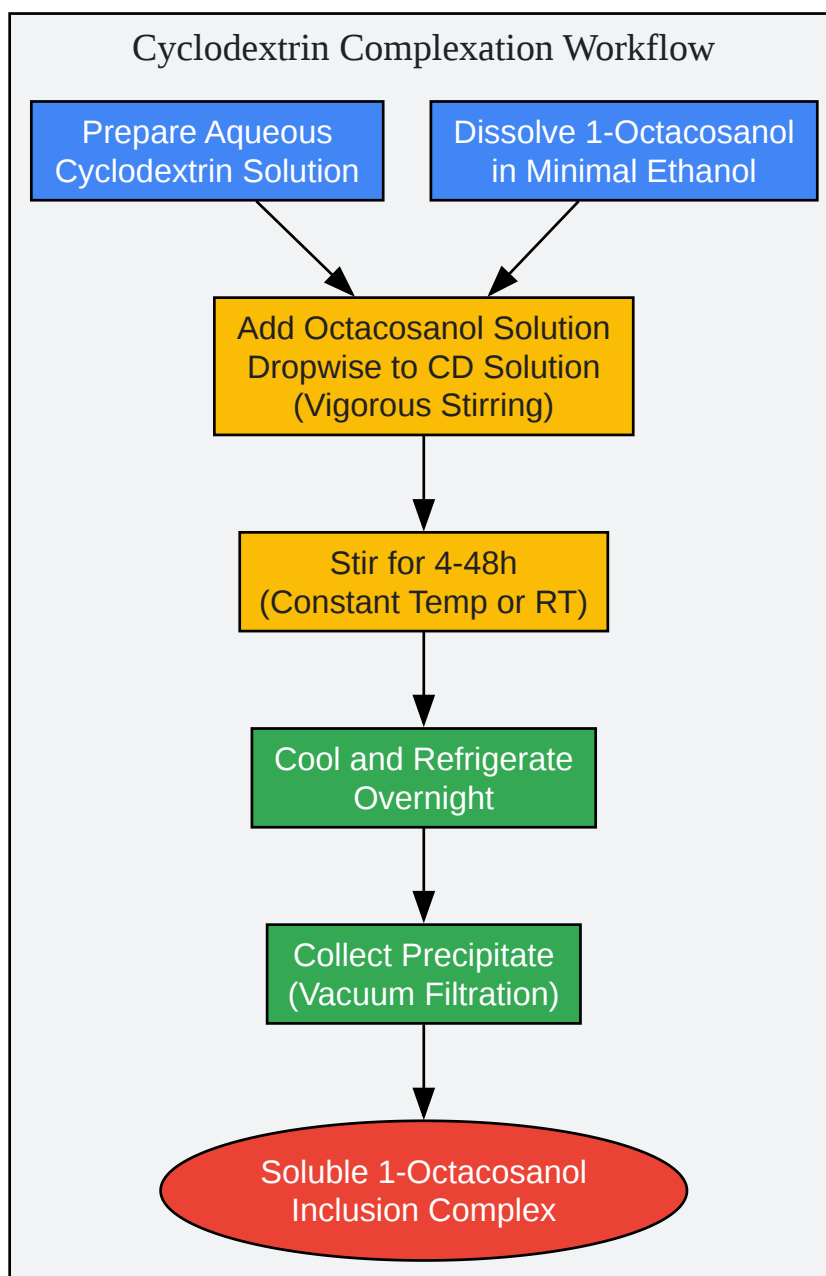 Cyclodextrin Complexation Workflow
Prepare Aqueous
Cyclodextrin Solution
Dissolve 1-Octacosanol
in Minimal Ethanol
Add Octacosanol Solution
Dropwise to CD Solution
(Vigorous Stirring)
Stir for 4-48h
(Constant Temp or RT)
Cool and Refrigerate
Overnight
Collect Precipitate
(Vacuum Filtration)
Soluble 1-Octacosanol
Inclusion Complex